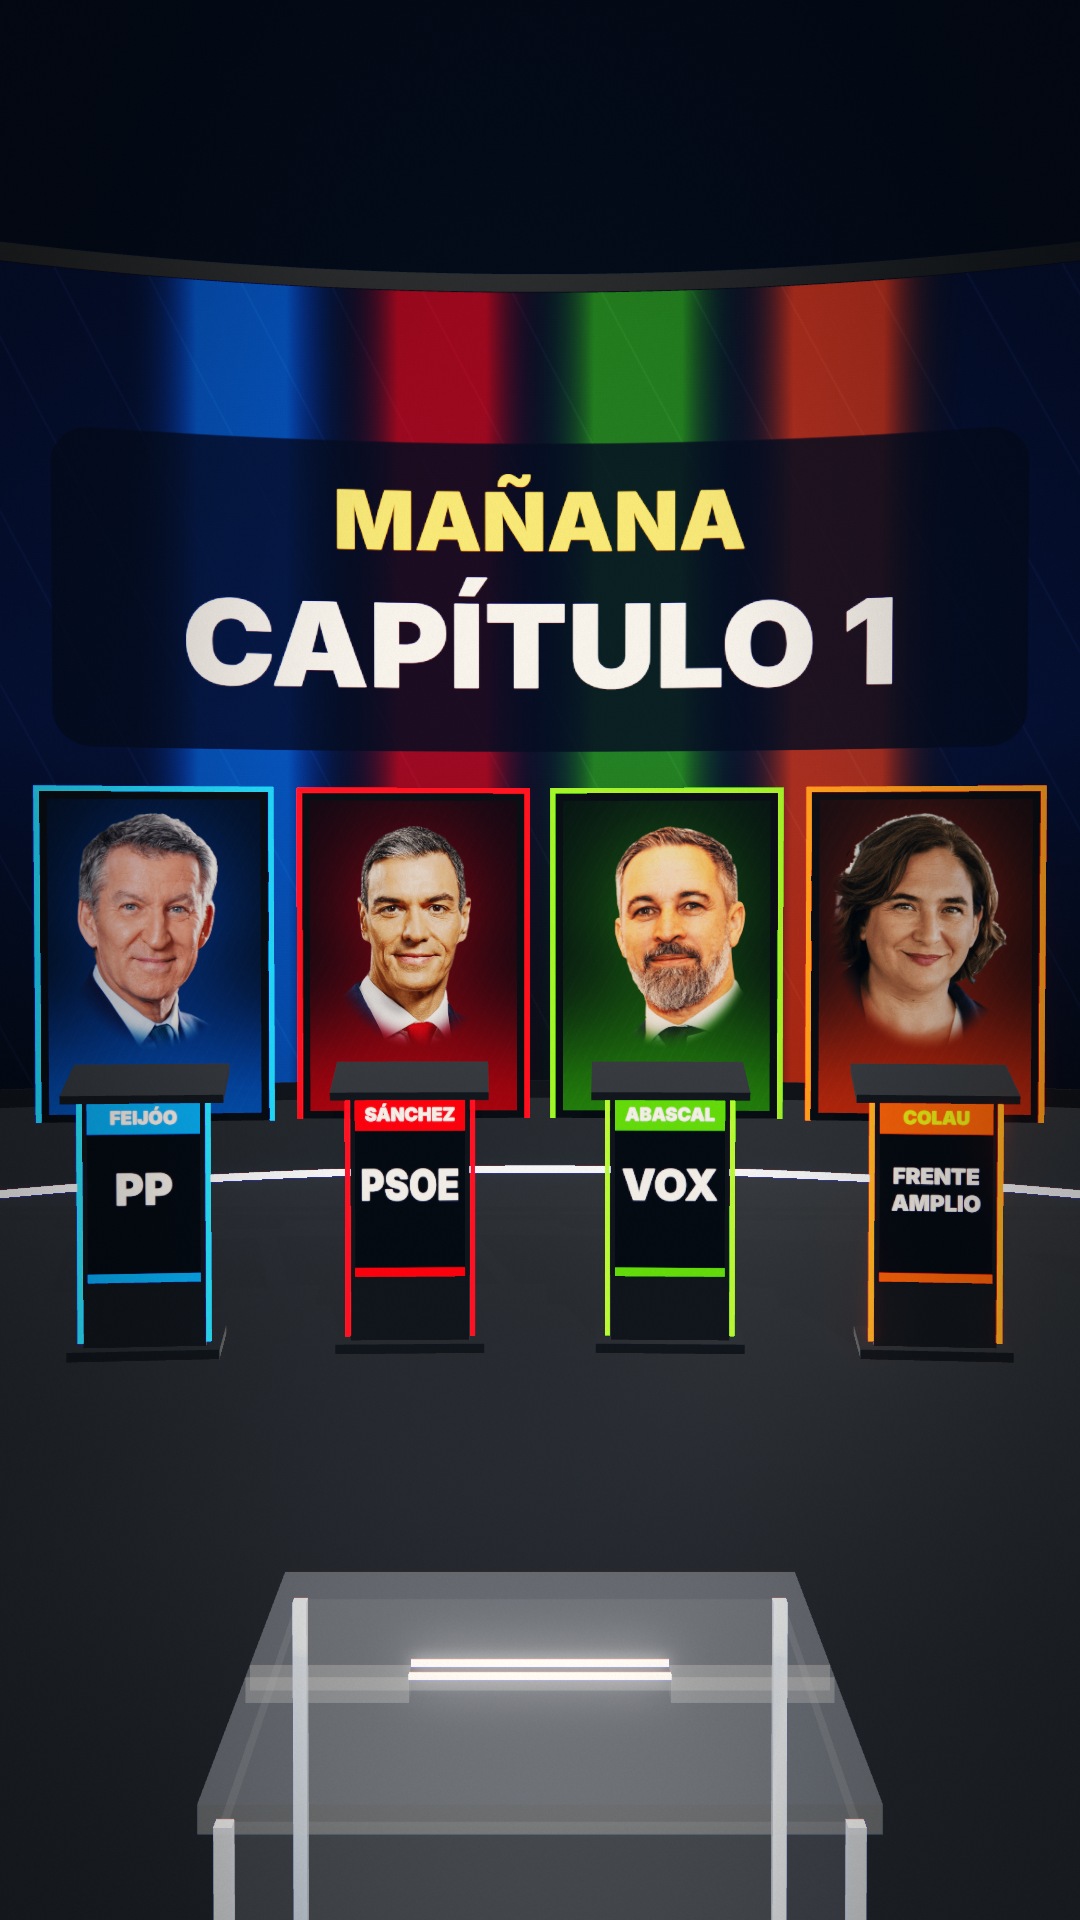 MAÑANA
CAPÍTULO 1
FEIJÓO
PP
SÁNCHEZ
PSOE
ABASCAL
VOX
COLAU
FRENTE
AMPLIO